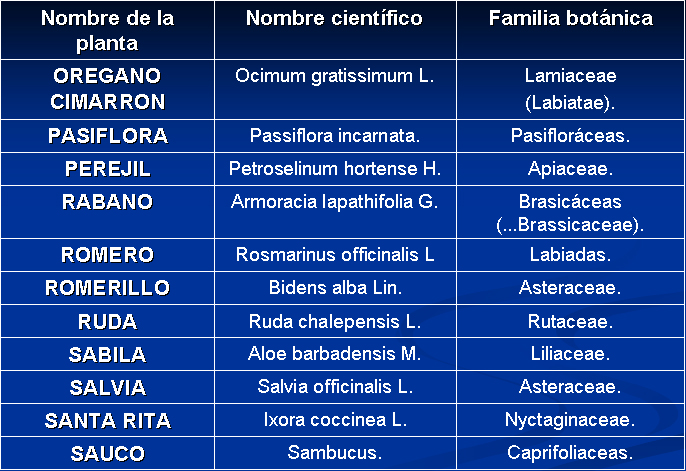 Nombre de la planta | Nombre científico | Familia botánica
OREGANO CIMARRON | Ocimum gratissimum L. | Lamiaceae (Labiatae).
PASIFLORA | Passiflora incarnata. | Pasifloráceas.
PEREJIL | Petroselinum hortense H. | Apiaceae.
RABANO | Armoracia lapathifolia G. | Brasicáceas (...Brassicaceae).
ROMERO | Rosmarinus officinalis L | Labiadas.
ROMERILLO | Bidens alba Lin. | Asteraceae.
RUDA | Ruda chalepensis L. | Rutaceae.
SABILA | Aloe barbadensis M. | Liliaceae.
SALVIA | Salvia officinalis L. | Asteraceae.
SANTA RITA | Ixora coccinea L. | Nyctaginaceae.
SAUCO | Sambucus. | Caprifoliaceas.